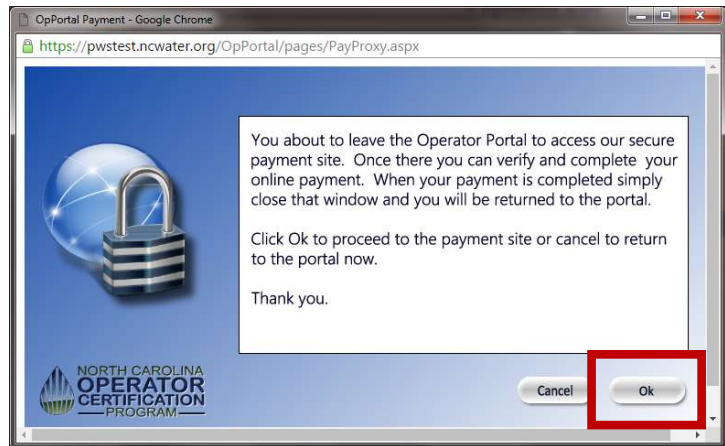 OpPortal Payment - Google Chrome
https://pwstest.ncwater.org/OpPortal/pages/PayProxy.aspx
You about to leave the Operator Portal to access our secure
payment site. Once there you can verify and complete your
online payment. When your payment is completed simply
close that window and you will be returned to the portal.
Click Ok to proceed to the payment site or cancel to return
to the portal now.
Thank you.
NORTH CAROLINA
OPERATOR
CERTIFICATION
PROGRAM
Cancel
Ok